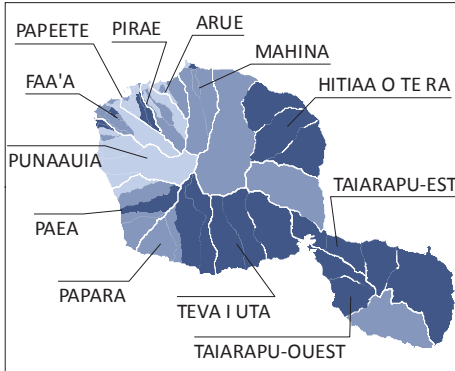 ARUE
PIRAE
PAPEETE
MAHINA
FAA'A
HITIAA O TE RA
PUNAAUIA
TAIARAPU-EST
PAEA
PAPARA
TEVA I UTA
TAIARAPU-OUEST